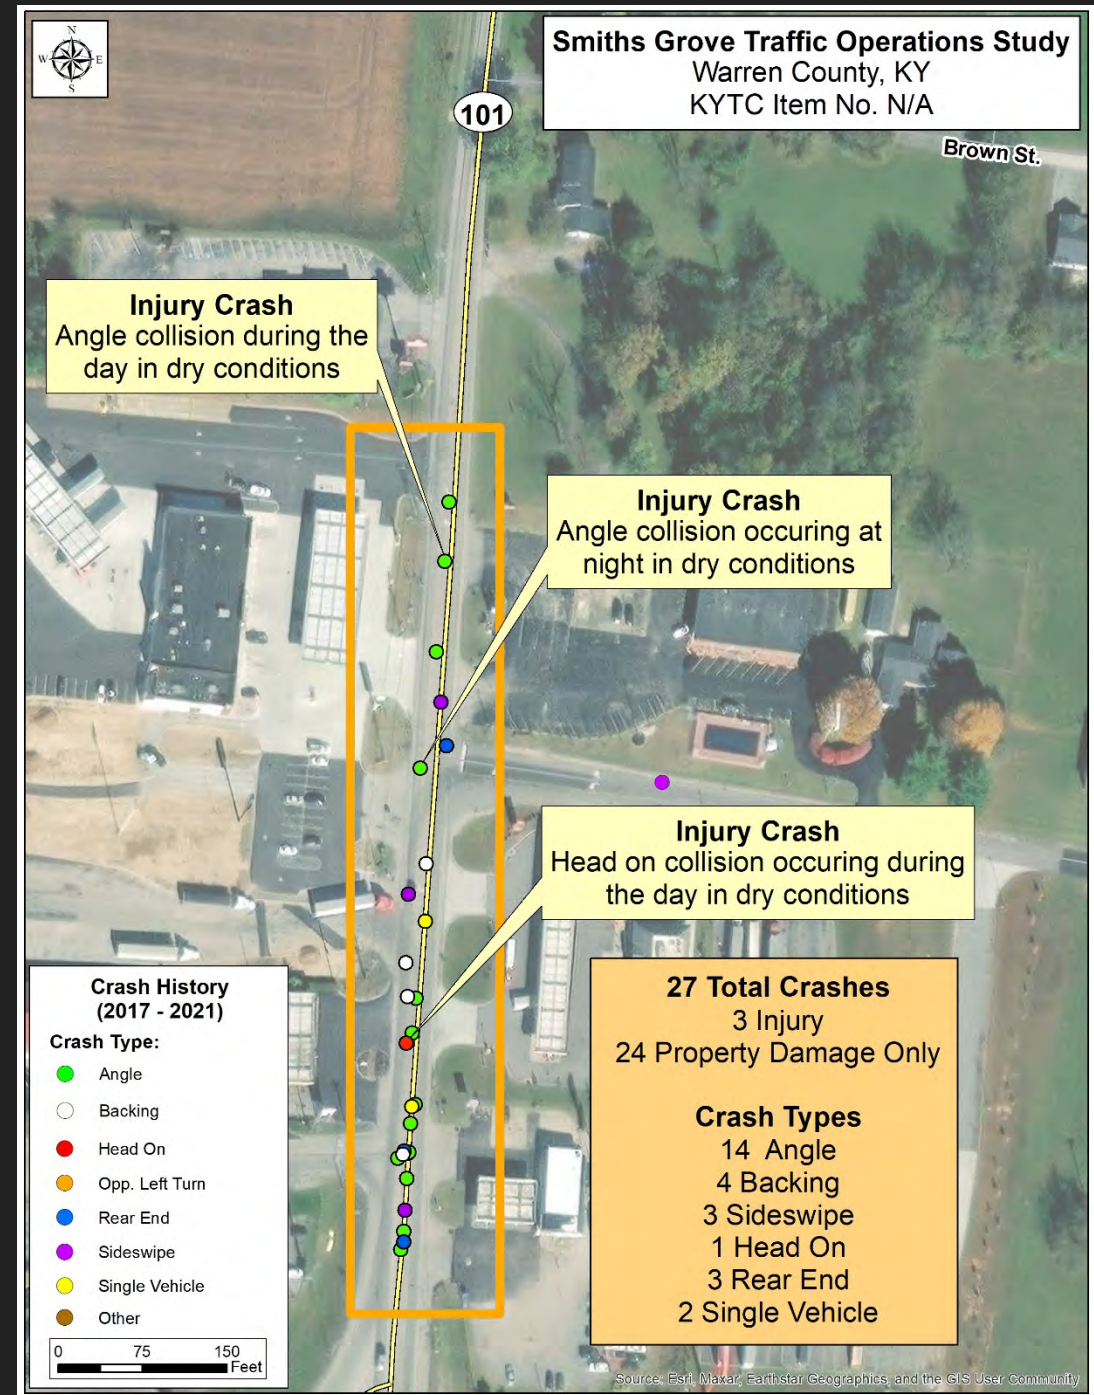 N
W E
S
Smiths Grove Traffic Operations Study
Warren County, KY
KYTC Item No. N/A
101
Brown St.
Injury Crash
Angle collision during the
day in dry conditions
Injury Crash
Angle collision occuring at
night in dry conditions
Injury Crash
Head on collision occuring during
the day in dry conditions
27 Total Crashes
3 Injury
24 Property Damage Only
Crash Types
14 Angle
4 Backing
3 Sideswipe
1 Head On
3 Rear End
2 Single Vehicle
Crash History
(2017 - 2021)
Crash Type:
Angle
Backing
Head On
Opp. Left Turn
Rear End
Sideswipe
Single Vehicle
Other
0 75 150
Feet
Source: Esri, Maxar, Earthstar Geographics, and the GIS User Community